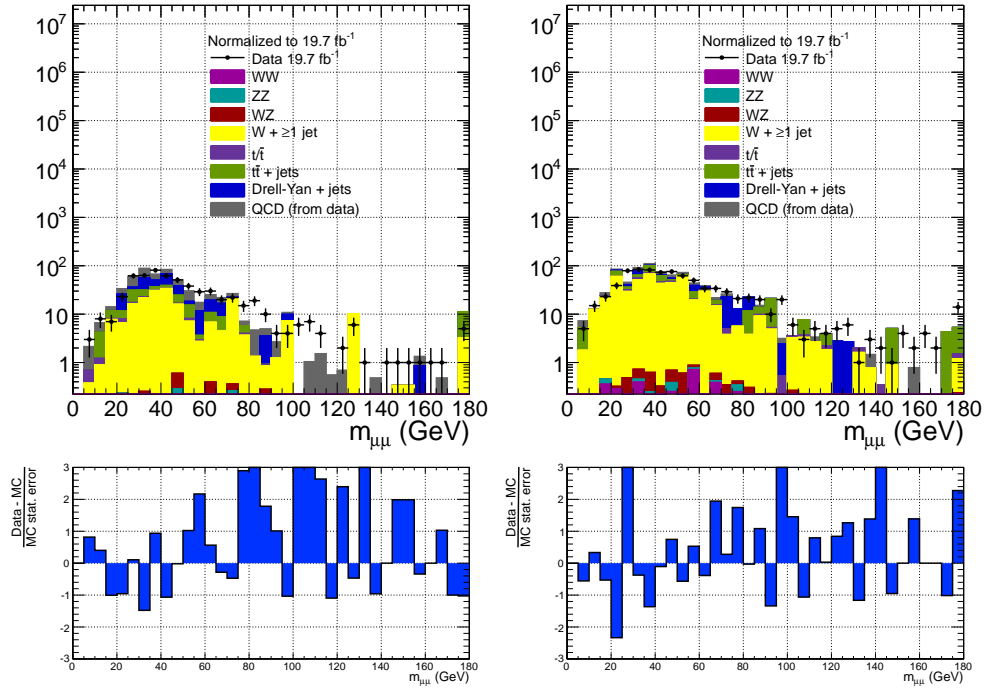 Normalized to 19.7 fb⁻¹
Data 19.7 fb⁻¹
WW
ZZ
WZ
W + ≥1 jet
t/t̄
tt̄ + jets
Drell-Yan + jets
QCD (from data)
10⁷
10⁶
10⁵
10⁴
10³
10²
10
1
0 20 40 60 80 100 120 140 160 180
m_μμ (GeV)
Normalized to 19.7 fb⁻¹
Data 19.7 fb⁻¹
WW
ZZ
WZ
W + ≥1 jet
t/t̄
tt̄ + jets
Drell-Yan + jets
QCD (from data)
10⁷
10⁶
10⁵
10⁴
10³
10²
10
1
0 20 40 60 80 100 120 140 160 180
m_μμ (GeV)
Data - MC
MC stat. error
3
2
1
0
-1
-2
-3
0 20 40 60 80 100 120 140 160 180
m_μμ (GeV)
Data - MC
MC stat. error
3
2
1
0
-1
-2
-3
0 20 40 60 80 100 120 140 160 180
m_μμ (GeV)